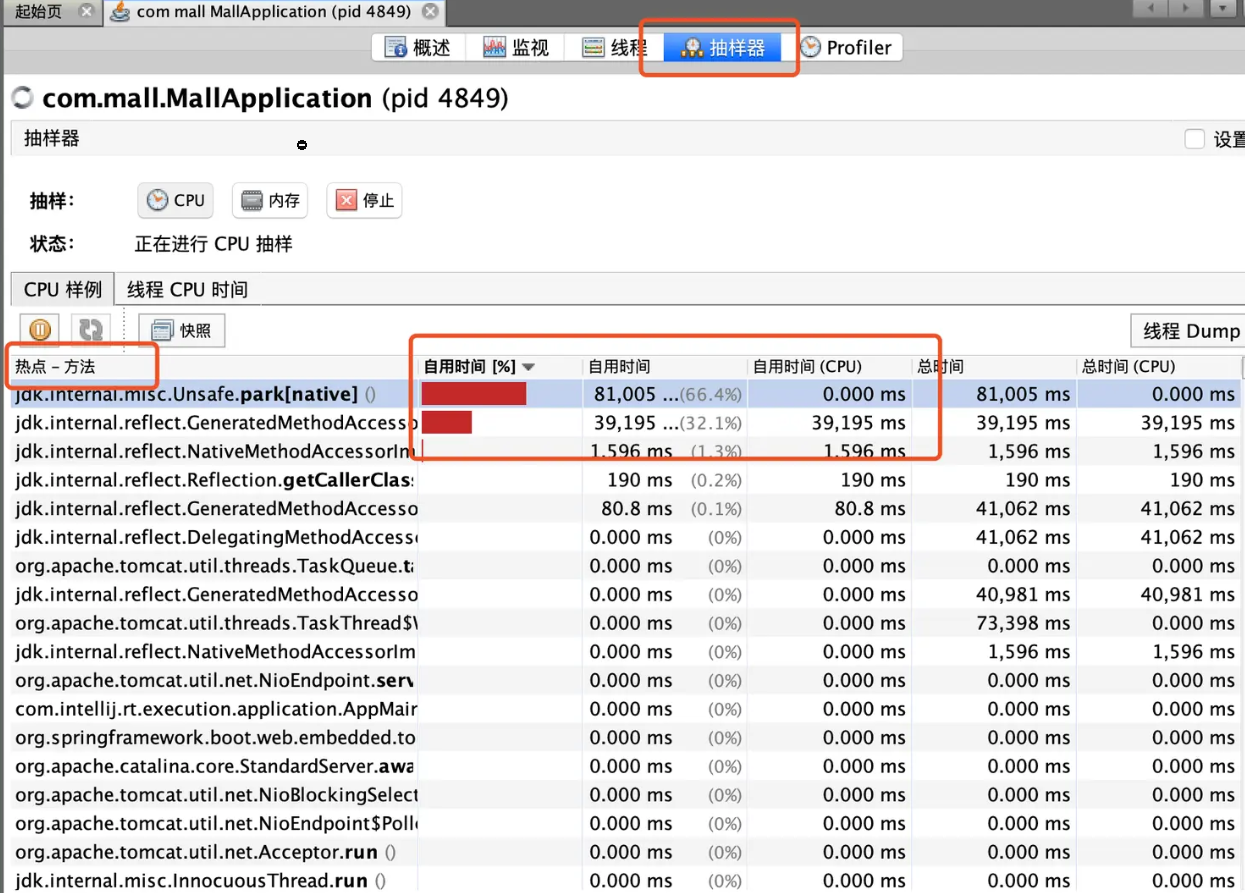 起始页 com mall MallApplication (pid 4849)
概述 监视 线程 抽样器 Profiler
com.mall.MallApplication (pid 4849)
抽样器 设置
抽样： CPU 内存 停止
状态： 正在进行 CPU 抽样
CPU 样例 线程 CPU 时间
快照 线程 Dump
热点 – 方法 自用时间 [%] 自用时间 自用时间 (CPU) 总时间 总时间 (CPU)
jdk.internal.misc.Unsafe.park[native] () 81,005 ...(66.4%) 0.000 ms 81,005 ms 0.000 ms
jdk.internal.reflect.GeneratedMethodAccesso 39,195 ...(32.1%) 39,195 ms 39,195 ms 39,195 ms
jdk.internal.reflect.NativeMethodAccessorIm 1,596 ms (1.3%) 1,596 ms 1,596 ms 1,596 ms
jdk.internal.reflect.Reflection.getCallerClas 190 ms (0.2%) 190 ms 190 ms 190 ms
jdk.internal.reflect.GeneratedMethodAccesso 80.8 ms (0.1%) 80.8 ms 41,062 ms 41,062 ms
jdk.internal.reflect.DelegatingMethodAccess 0.000 ms (0%) 0.000 ms 41,062 ms 41,062 ms
org.apache.tomcat.util.threads.TaskQueue.ta 0.000 ms (0%) 0.000 ms 0.000 ms 0.000 ms
jdk.internal.reflect.GeneratedMethodAccesso 0.000 ms (0%) 0.000 ms 40,981 ms 40,981 ms
org.apache.tomcat.util.threads.TaskThread$W 0.000 ms (0%) 0.000 ms 73,398 ms 0.000 ms
jdk.internal.reflect.NativeMethodAccessorIm 0.000 ms (0%) 0.000 ms 1,596 ms 1,596 ms
org.apache.tomcat.util.net.NioEndpoint.serv 0.000 ms (0%) 0.000 ms 0.000 ms 0.000 ms
com.intellij.rt.execution.application.AppMair 0.000 ms (0%) 0.000 ms 0.000 ms 0.000 ms
org.springframework.boot.web.embedded.to 0.000 ms (0%) 0.000 ms 0.000 ms 0.000 ms
org.apache.catalina.core.StandardServer.awa 0.000 ms (0%) 0.000 ms 0.000 ms 0.000 ms
org.apache.tomcat.util.net.NioBlockingSelect 0.000 ms (0%) 0.000 ms 0.000 ms 0.000 ms
org.apache.tomcat.util.net.NioEndpoint$Poll 0.000 ms (0%) 0.000 ms 0.000 ms 0.000 ms
org.apache.tomcat.util.net.Acceptor.run () 0.000 ms (0%) 0.000 ms 0.000 ms 0.000 ms
jdk.internal.misc.InnocuousThread.run () 0.000 ms (0%) 0.000 ms 0.000 ms 0.000 ms